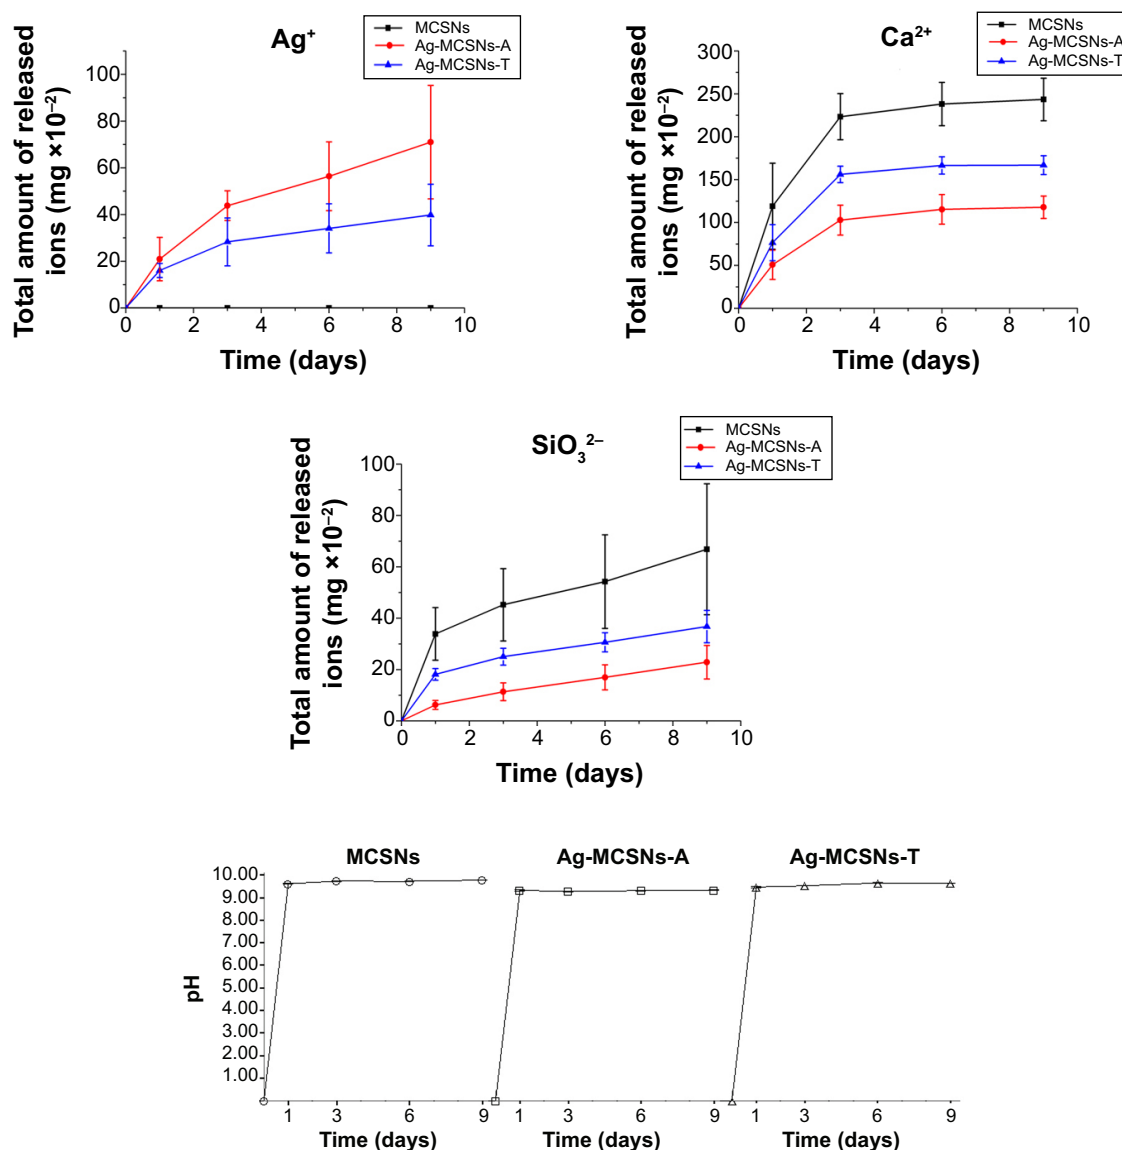 Ag⁺
MCSNs
Ag-MCSNs-A
Ag-MCSNs-T
Total amount of released
ions (mg ×10⁻²)
100
80
60
40
20
0
0 2 4 6 8 10
Time (days)
Ca²⁺
MCSNs
Ag-MCSNs-A
Ag-MCSNs-T
Total amount of released
ions (mg ×10⁻²)
300
250
200
150
100
50
0
0 2 4 6 8 10
Time (days)
SiO₃²⁻
MCSNs
Ag-MCSNs-A
Ag-MCSNs-T
Total amount of released
ions (mg ×10⁻²)
100
80
60
40
20
0
0 2 4 6 8 10
Time (days)
MCSNs Ag-MCSNs-A Ag-MCSNs-T
pH
10.00
9.00
8.00
7.00
6.00
5.00
4.00
3.00
2.00
1.00
1 3 6 9 1 3 6 9 1 3 6 9
Time (days) Time (days) Time (days)